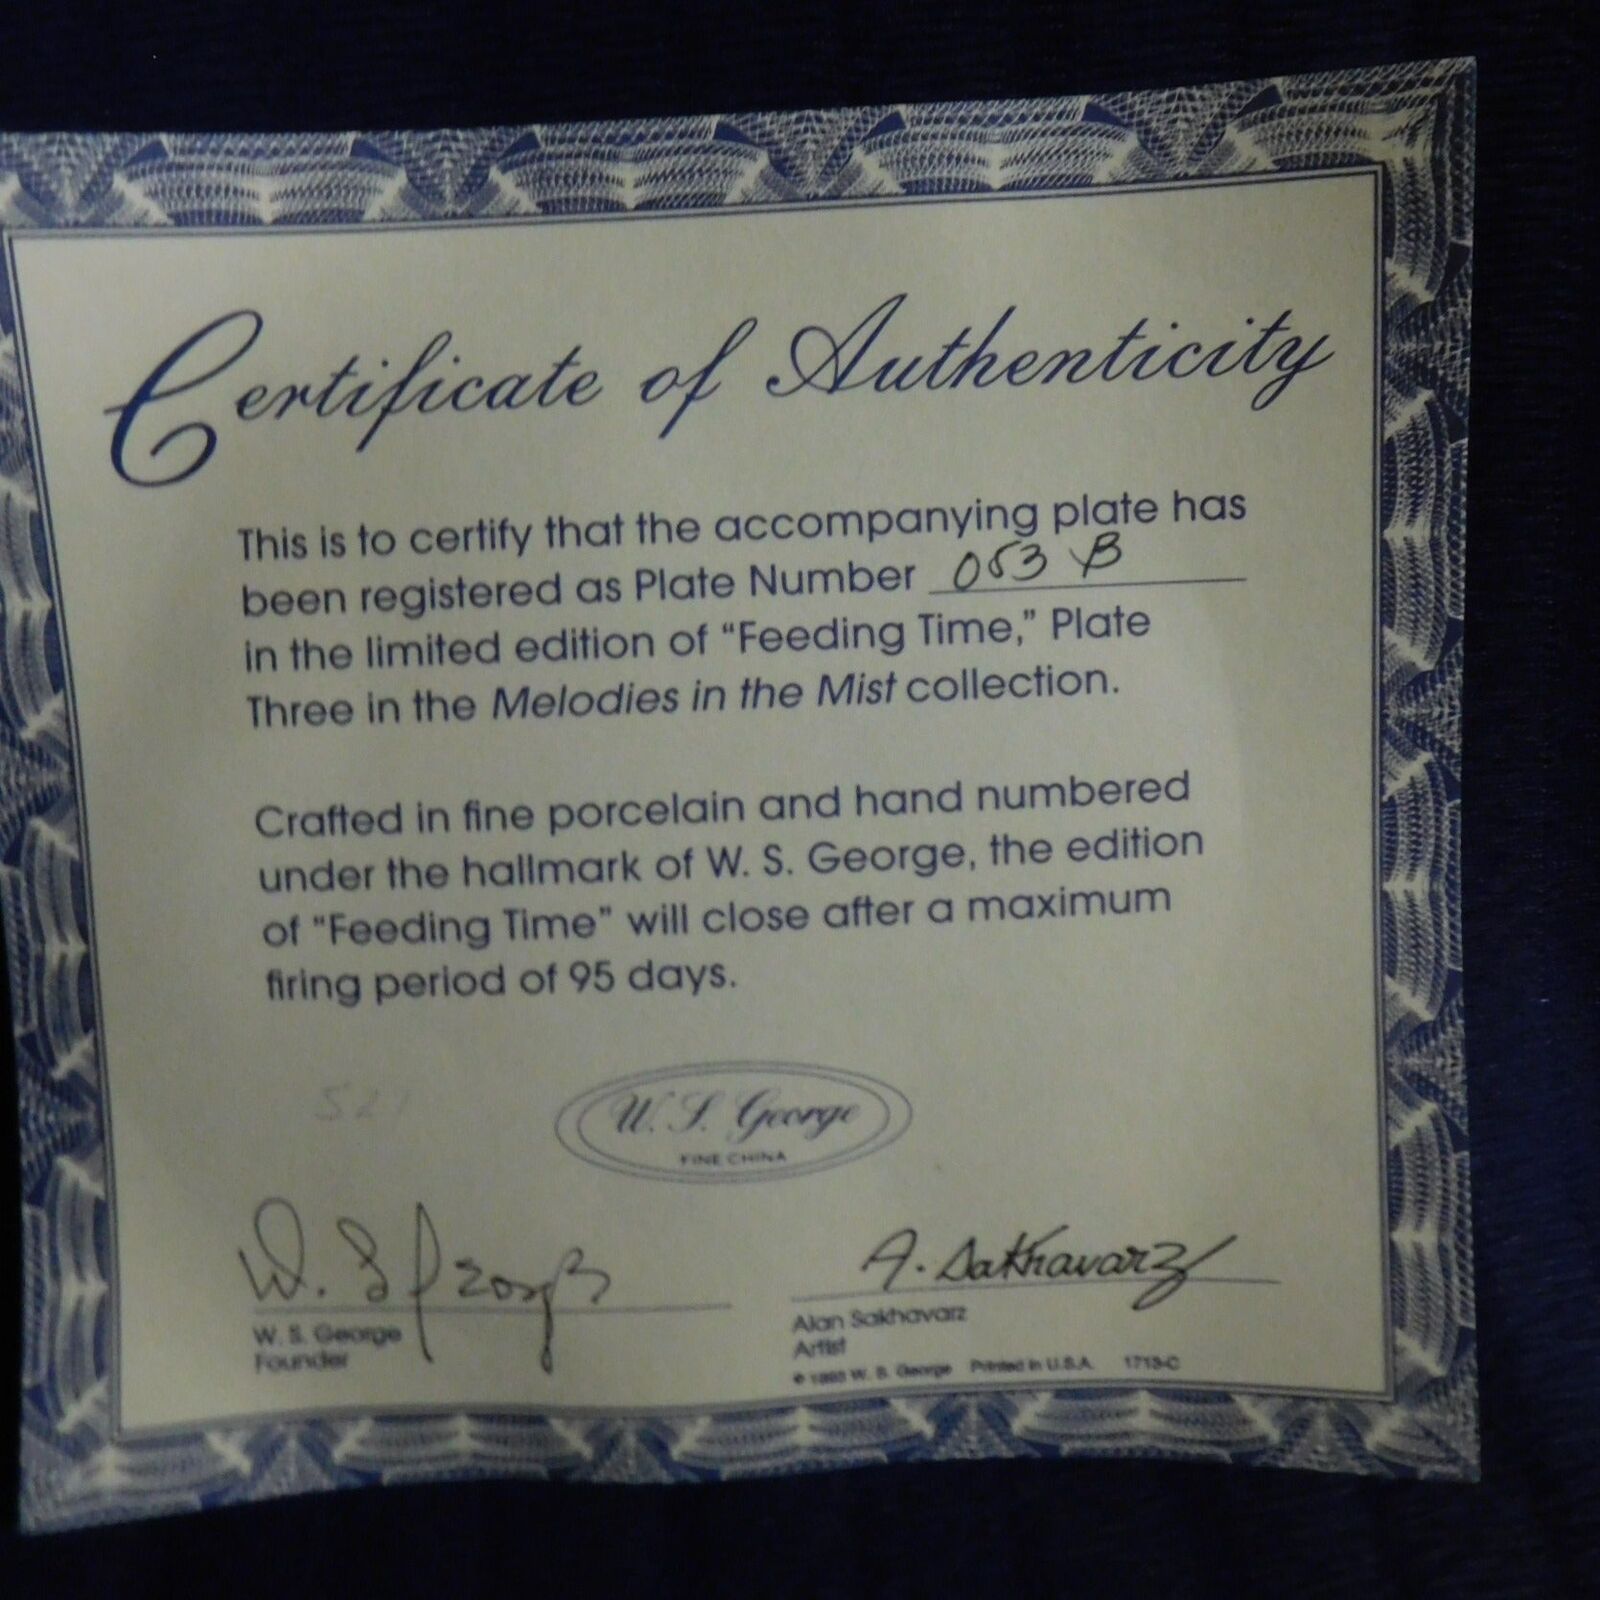 Certificate of Authenticity
This is to certify that the accompanying plate has
been registered as Plate Number 053 B
in the limited edition of “Feeding Time,” Plate
Three in the Melodies in the Mist collection.
Crafted in fine porcelain and hand numbered
under the hallmark of W. S. George, the edition
of "Feeding Time" will close after a maximum
firing period of 95 days.
W. S. George
FINE CHINA
W. S George
A. Sakhavarz
W. S. George
Founder
Alan Sakhavarz
Artist
© W. S. George Printed in U.S.A. 1713-C